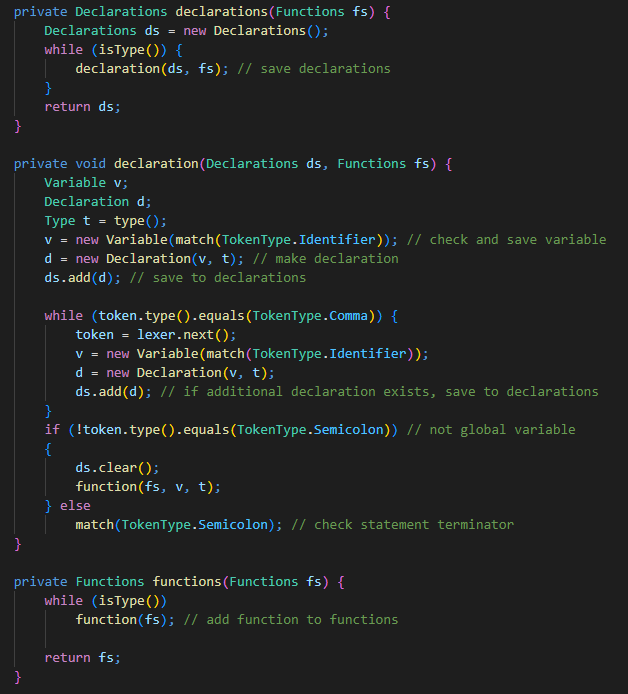 private Declarations declarations(Functions fs) {
    Declarations ds = new Declarations();
    while (isType()) {
        declaration(ds, fs); // save declarations
    }
    return ds;
}

private void declaration(Declarations ds, Functions fs) {
    Variable v;
    Declaration d;
    Type t = type();
    v = new Variable(match(TokenType.Identifier)); // check and save variable
    d = new Declaration(v, t); // make declaration
    ds.add(d); // save to declarations

    while (token.type().equals(TokenType.Comma)) {
        token = lexer.next();
        v = new Variable(match(TokenType.Identifier));
        d = new Declaration(v, t);
        ds.add(d); // if additional declaration exists, save to declarations
    }
    if (!token.type().equals(TokenType.Semicolon)) // not global variable
    {
        ds.clear();
        function(fs, v, t);
    } else
        match(TokenType.Semicolon); // check statement terminator
}

private Functions functions(Functions fs) {
    while (isType())
        function(fs); // add function to functions

    return fs;
}